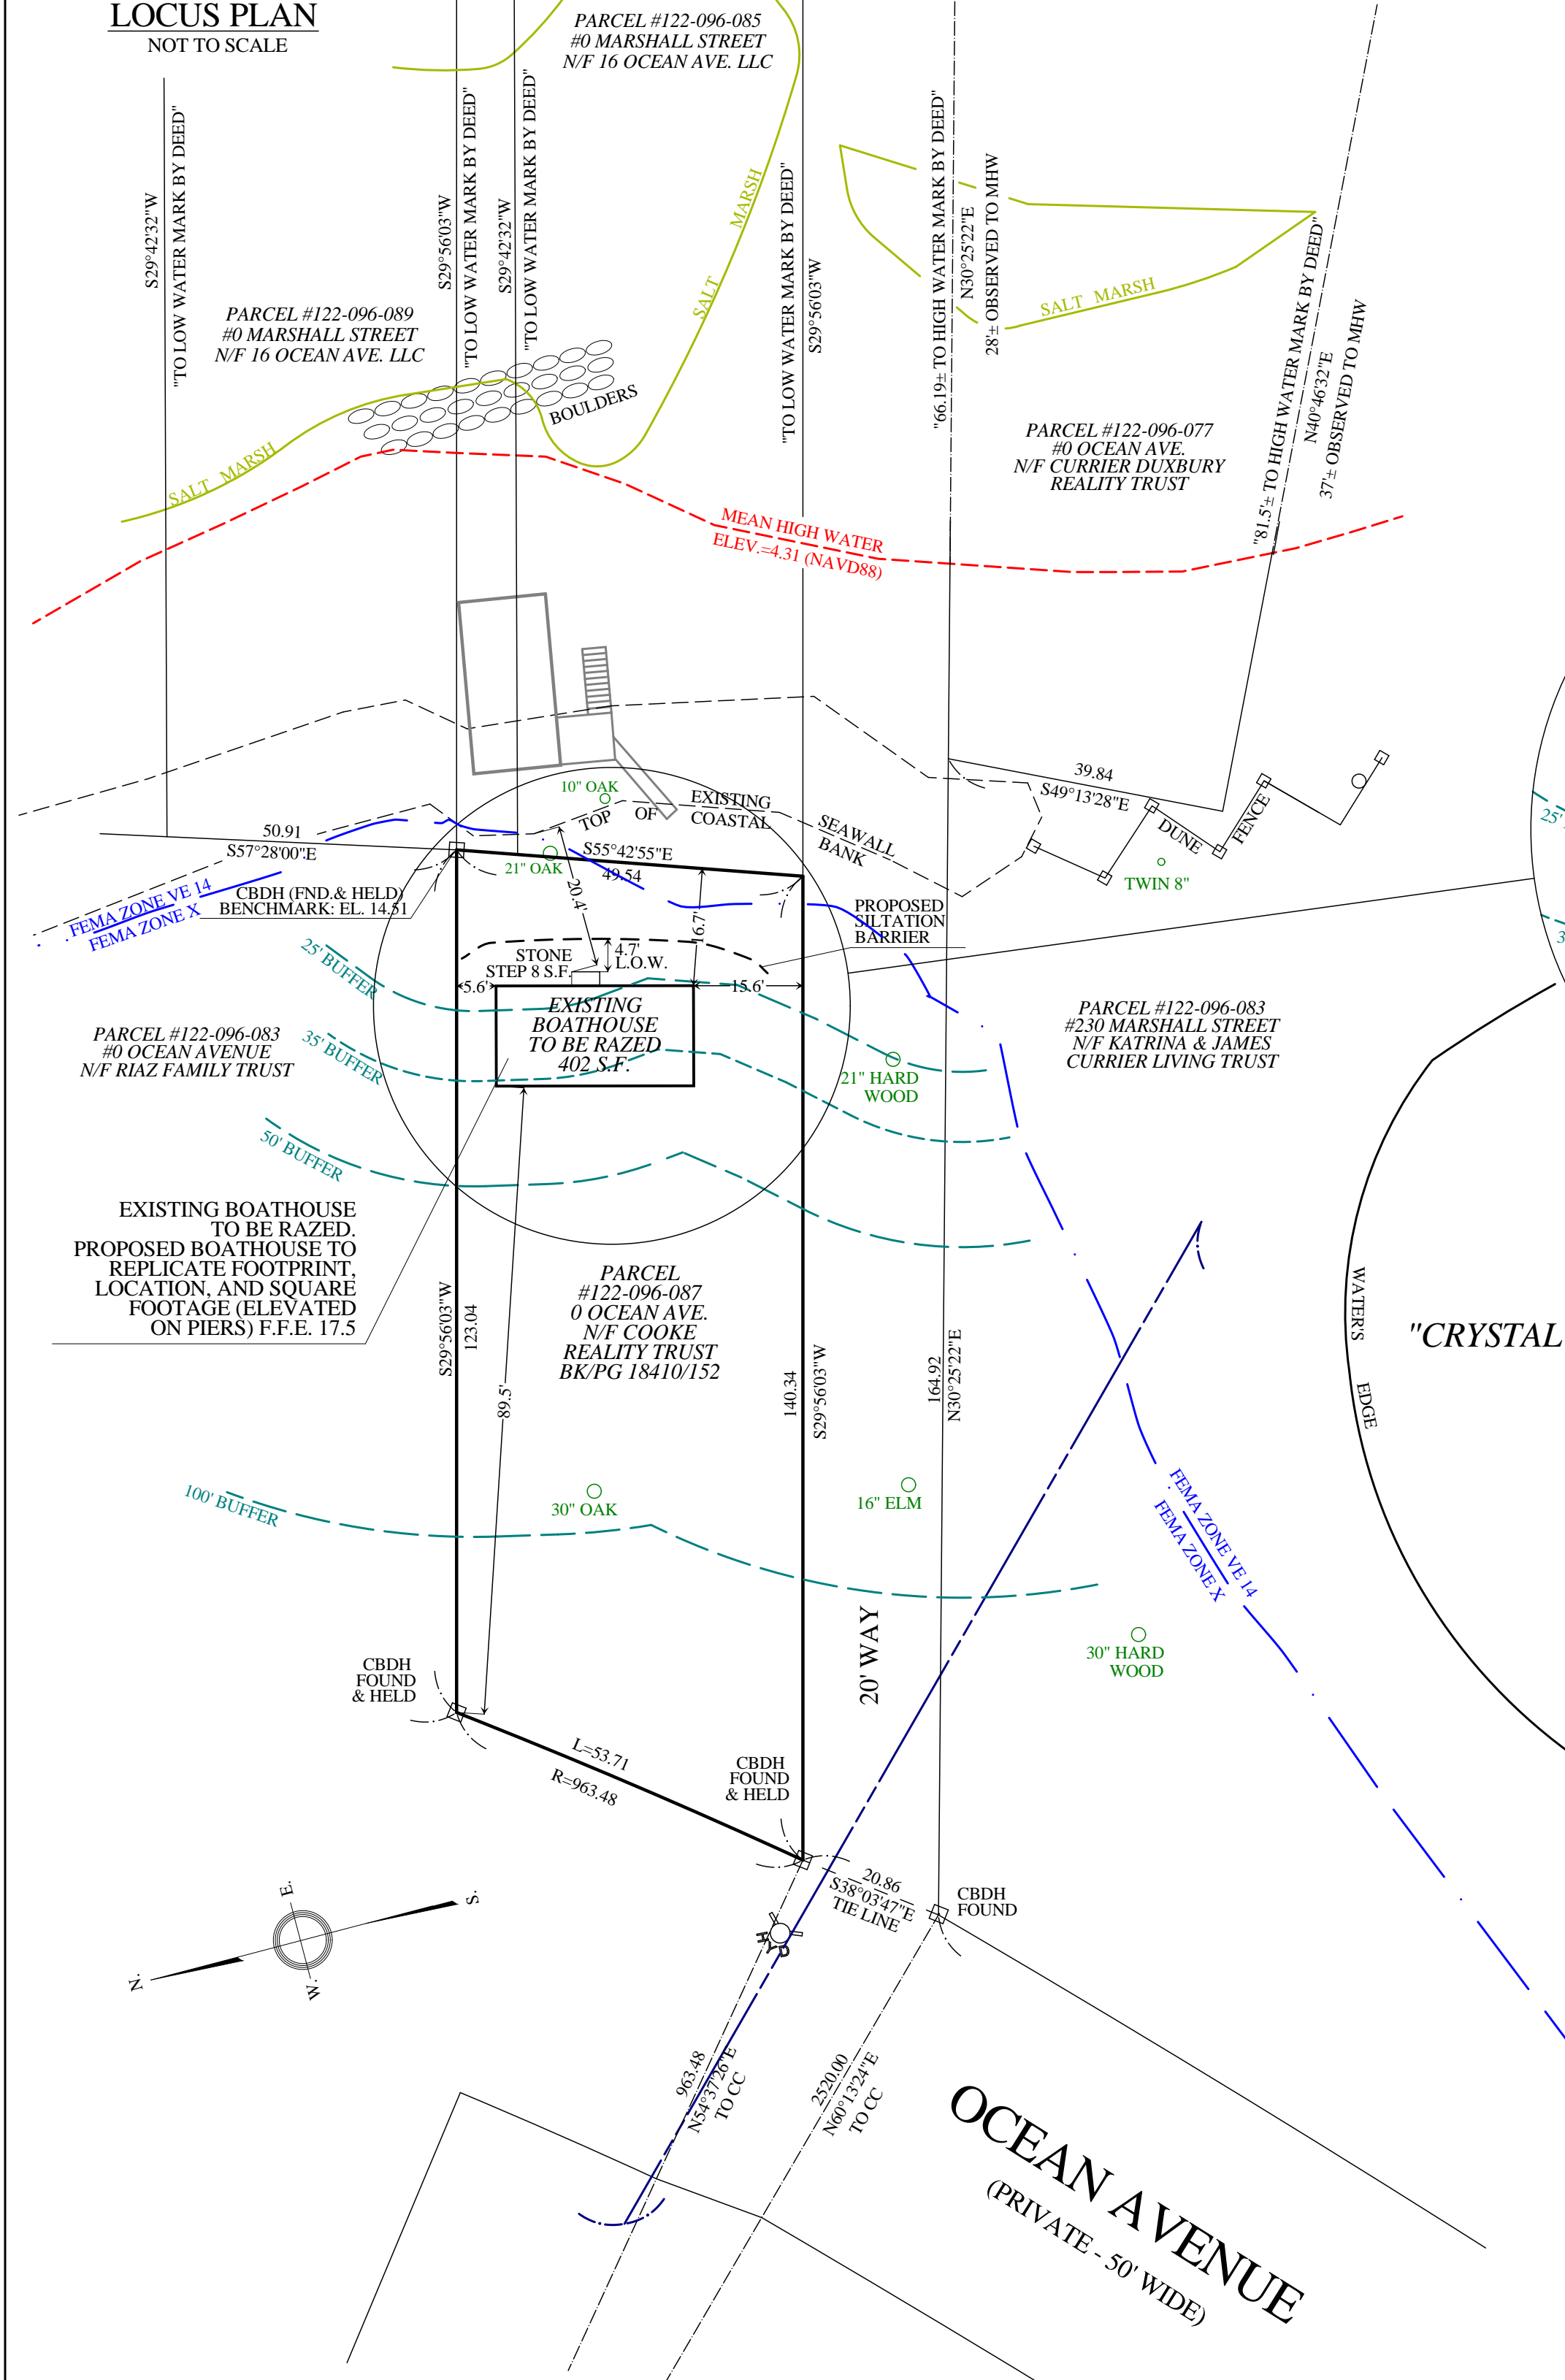 LOCUS PLAN
NOT TO SCALE
PARCEL #122-096-085
#0 MARSHALL STREET
N/F 16 OCEAN AVE. LLC
S29°42'32"W
"TO LOW WATER MARK BY DEED"
S29°56'03"W
"TO LOW WATER MARK BY DEED"
S29°42'32"W
"TO LOW WATER MARK BY DEED"
"TO LOW WATER MARK BY DEED"
S29°56'03"W
"66.19± TO HIGH WATER MARK BY DEED"
N30°25'22"E
28'± OBSERVED TO MHW
"81.5'± TO HIGH WATER MARK BY DEED"
N40°46'32"E
37'± OBSERVED TO MHW
SALT MARSH
SALT MARSH
PARCEL #122-096-089
#0 MARSHALL STREET
N/F 16 OCEAN AVE. LLC
BOULDERS
SALT MARSH
PARCEL #122-096-077
#0 OCEAN AVE.
N/F CURRIER DUXBURY
REALITY TRUST
MEAN HIGH WATER
ELEV.=4.31 (NAVD88)
39.84
S49°13'28"E
DUNE
FENCE
TWIN 8"
10" OAK
EXISTING
TOP OF COASTAL
SEAWALL
BANK
50.91
S57°28'00"E
21" OAK
S55°42'55"E
49.54
20.4'
16.7'
CBDH (FND.& HELD)
BENCHMARK: EL. 14.51
FEMA ZONE VE 14
FEMA ZONE X
PROPOSED
SILTATION
BARRIER
STONE
STEP 8 S.F.
4.7'
L.O.W.
5.6'
15.6'
25' BUFFER
25'
3
EXISTING
BOATHOUSE
TO BE RAZED
402 S.F.
PARCEL #122-096-083
#0 OCEAN AVENUE
N/F RIAZ FAMILY TRUST
35' BUFFER
PARCEL #122-096-083
#230 MARSHALL STREET
N/F KATRINA & JAMES
CURRIER LIVING TRUST
21" HARD
WOOD
50' BUFFER
EXISTING BOATHOUSE
TO BE RAZED.
PROPOSED BOATHOUSE TO
REPLICATE FOOTPRINT,
LOCATION, AND SQUARE
FOOTAGE (ELEVATED
ON PIERS) F.F.E. 17.5
S29°56'03"W
123.04
89.5'
PARCEL
#122-096-087
0 OCEAN AVE.
N/F COOKE
REALITY TRUST
BK/PG 18410/152
140.34
S29°56'03"W
164.92
N30°25'22"E
WATER'S EDGE
"CRYSTAL
100' BUFFER
30" OAK
16" ELM
FEMA ZONE VE 14
FEMA ZONE X
20' WAY
30" HARD
WOOD
CBDH
FOUND
& HELD
L=53.71
R=963.48
CBDH
FOUND
& HELD
20.86
S38°03'47"E
TIE LINE
CBDH
FOUND
HYD
N.
E.
S.
W.
963.48
N54°37'26"E
TO CC
2520.00
N60°13'24"E
TO CC
OCEAN AVENUE
(PRIVATE - 50' WIDE)